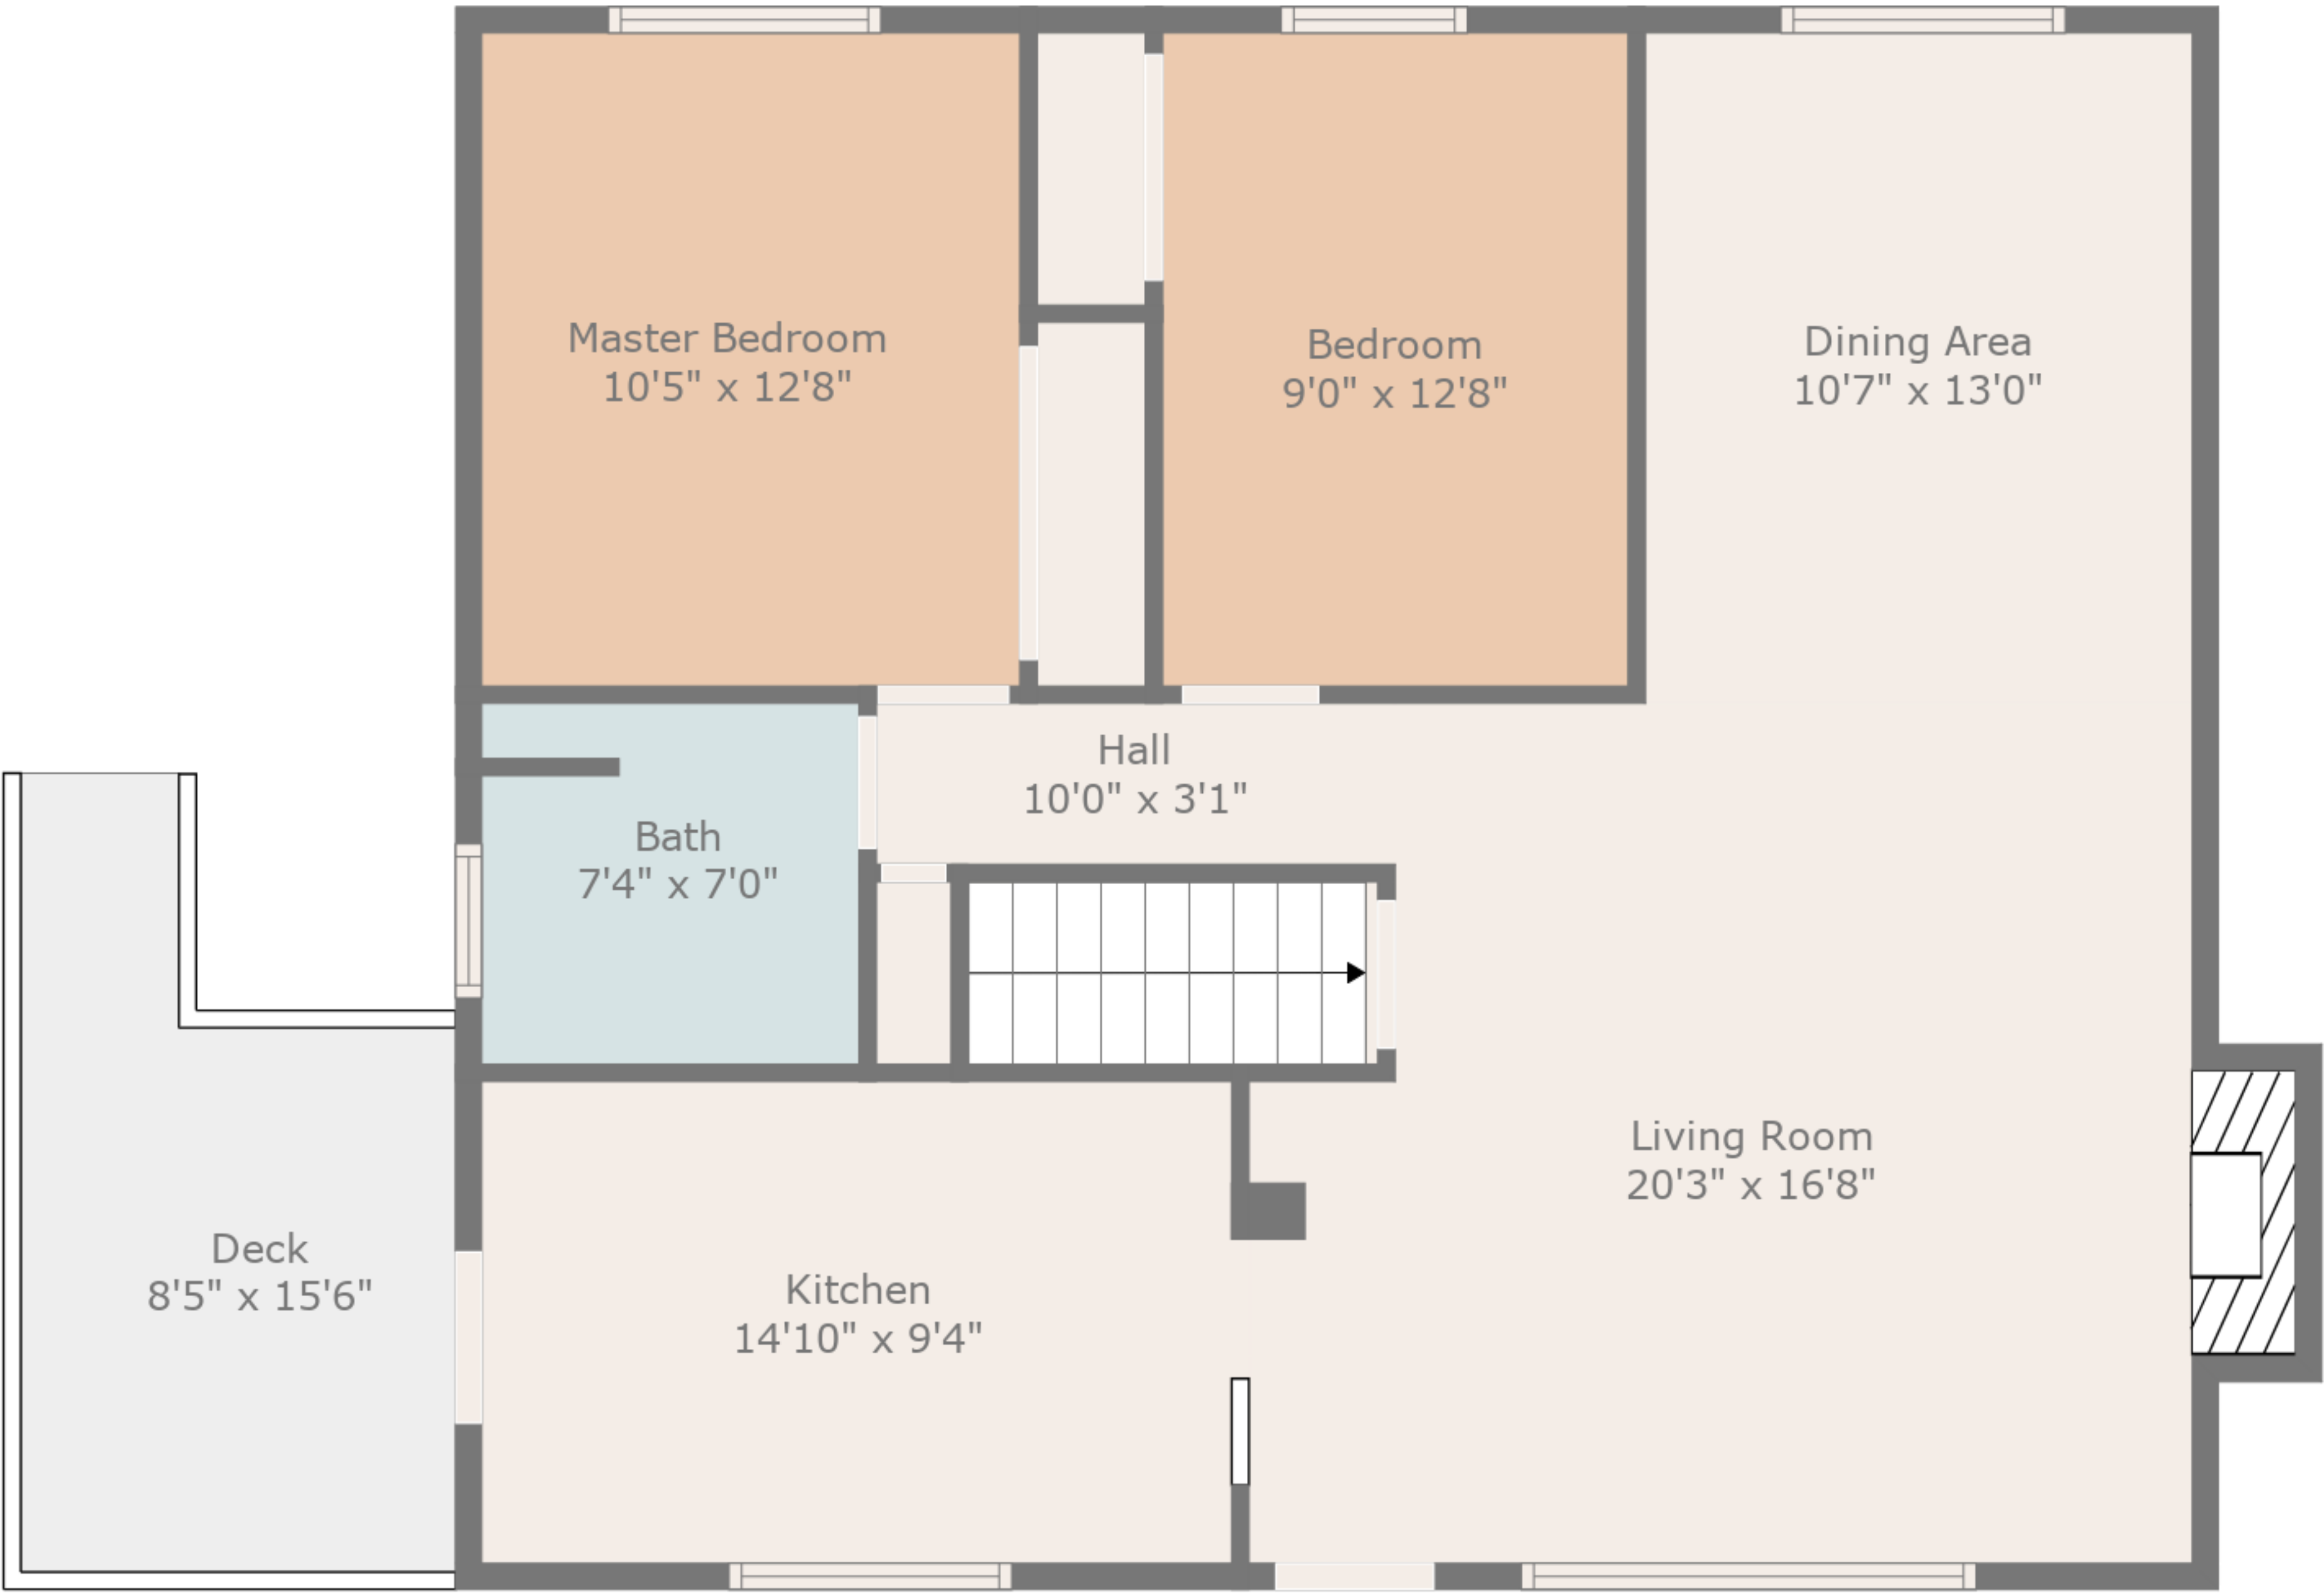 Master Bedroom
10'5" x 12'8"
Bedroom
9'0" x 12'8"
Dining Area
10'7" x 13'0"
Hall
10'0" x 3'1"
Bath
7'4" x 7'0"
Living Room
20'3" x 16'8"
Deck
8'5" x 15'6"
Kitchen
14'10" x 9'4"